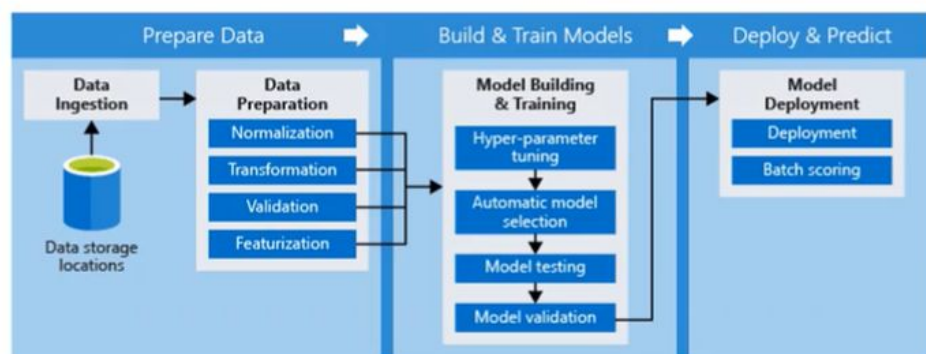 Prepare Data
Build & Train Models
Deploy & Predict
Data
Ingestion
Data storage
locations
Data
Preparation
Normalization
Transformation
Validation
Featurization
Model Building
& Training
Hyper-parameter
tuning
Automatic model
selection
Model testing
Model validation
Model
Deployment
Deployment
Batch scoring